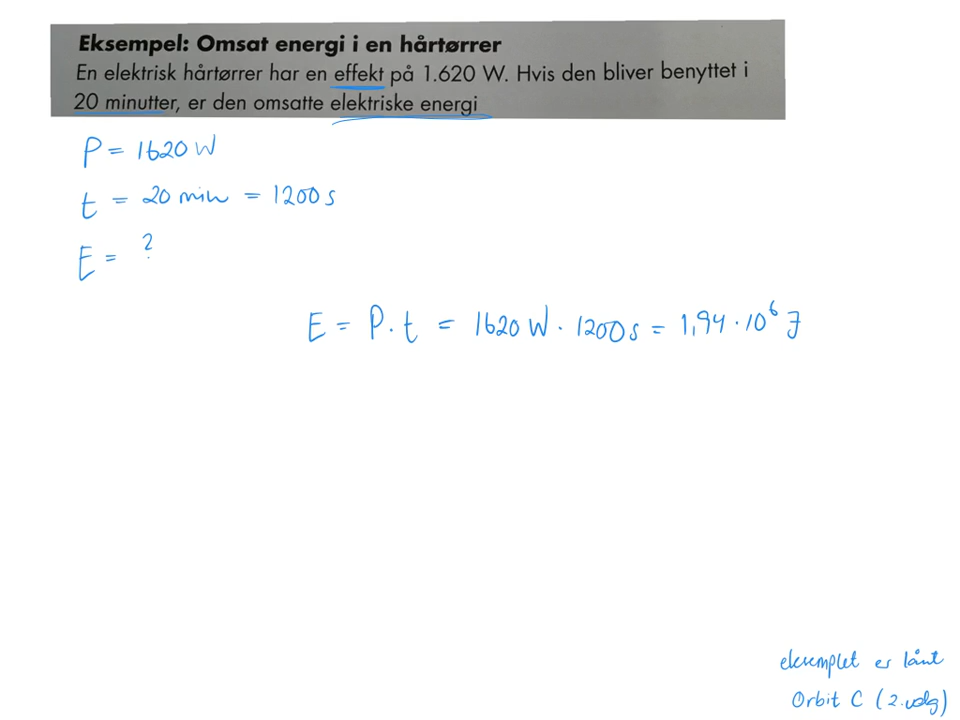 Eksempel: Omsat energi i en hårtørrer
En elektrisk hårtørrer har en effekt på 1.620 W. Hvis den bliver benyttet i
20 minutter, er den omsatte elektriske energi
P = 1620 W
t = 20 min = 1200 s
E = ?
E = P · t = 1620 W · 1200 s = 1,94 · 10⁶ J
eksemplet er lånt
Orbit C (2. udg)